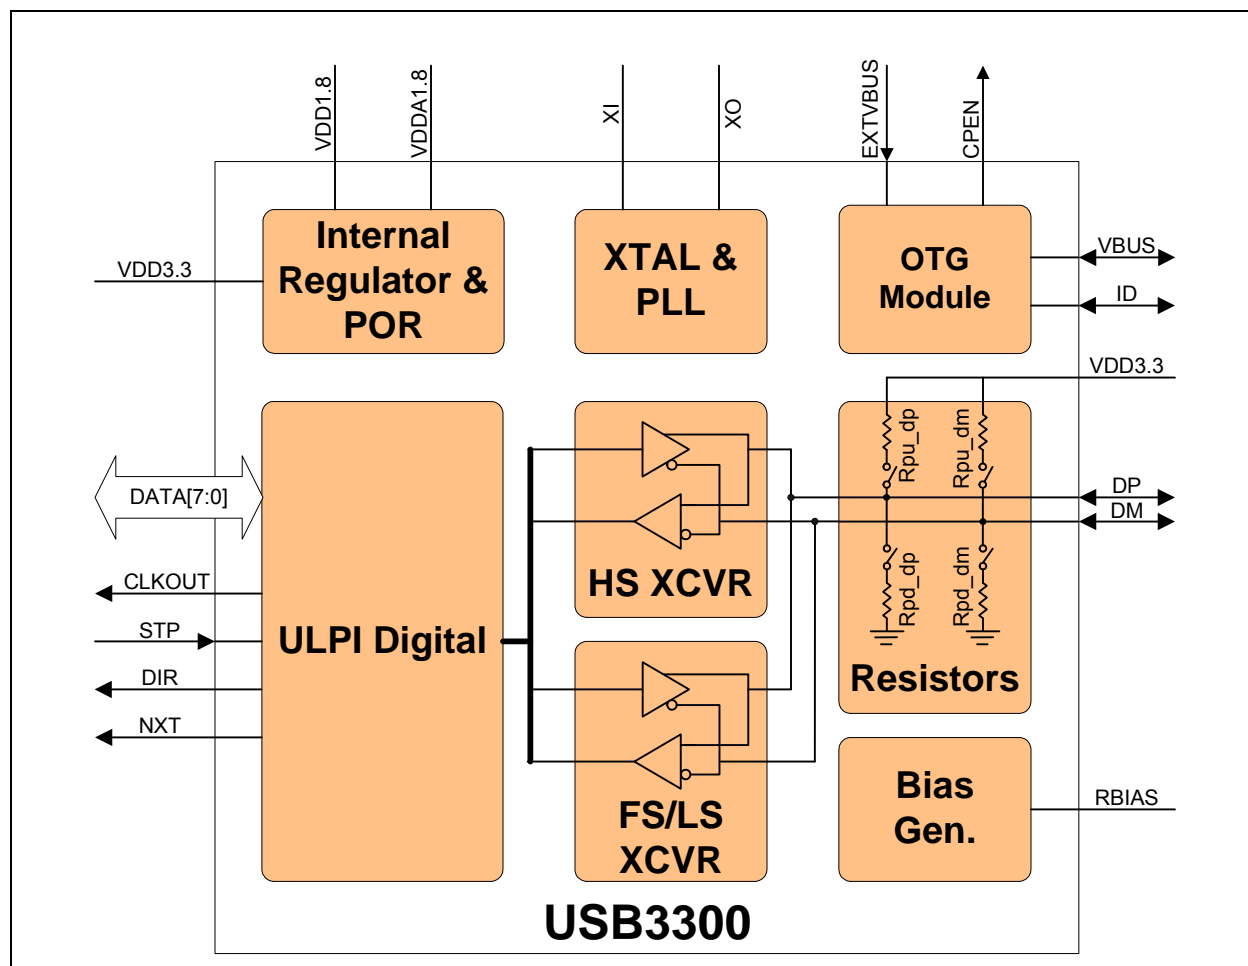 VDD1.8
VDDA1.8
XI
XO
EXTVBUS
CPEN
Internal
Regulator &
POR
XTAL &
PLL
OTG
Module
VDD3.3
VBUS
ID
VDD3.3
Rpu_dp
Rpu_dm
DATA[7:0]
DP
DM
HS XCVR
Rpd_dp
Rpd_dm
CLKOUT
STP
ULPI Digital
DIR
Resistors
NXT
FS/LS
XCVR
Bias
Gen.
RBIAS
USB3300